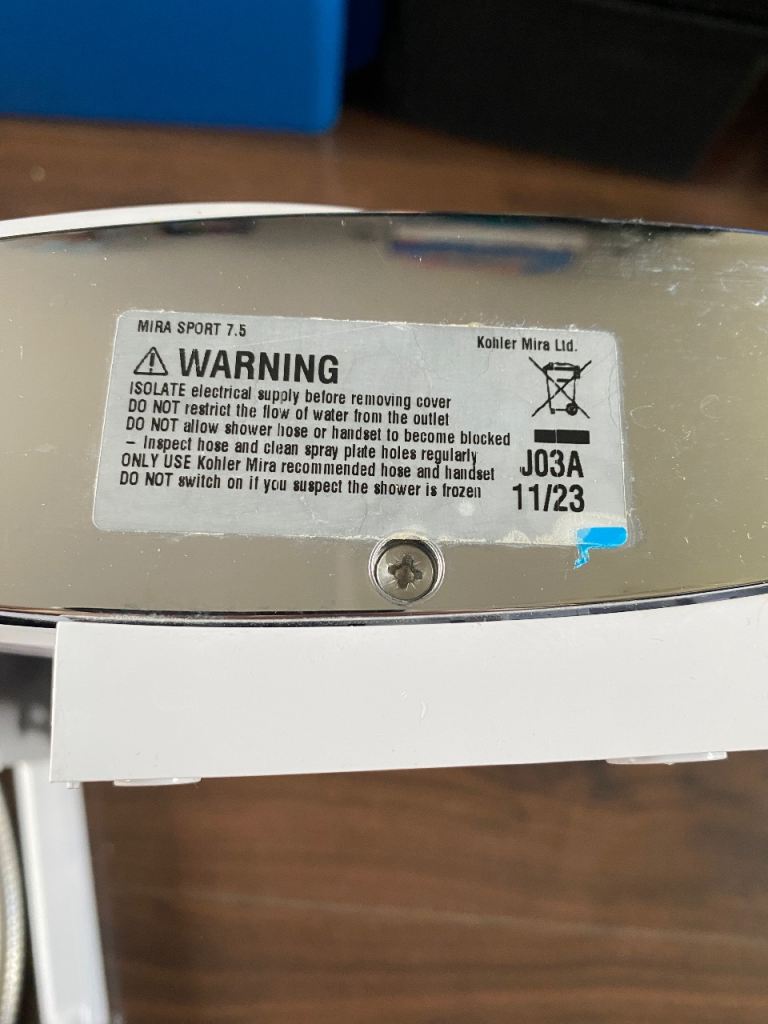 MIRA SPORT 7.5
Kohler Mira Ltd.
WARNING
ISOLATE electrical supply before removing cover
DO NOT restrict the flow of water from the outlet
DO NOT allow shower hose or handset to become blocked
– Inspect hose and clean spray plate holes regularly
ONLY USE Kohler Mira recommended hose and handset
DO NOT switch on if you suspect the shower is frozen
J03A
11/23